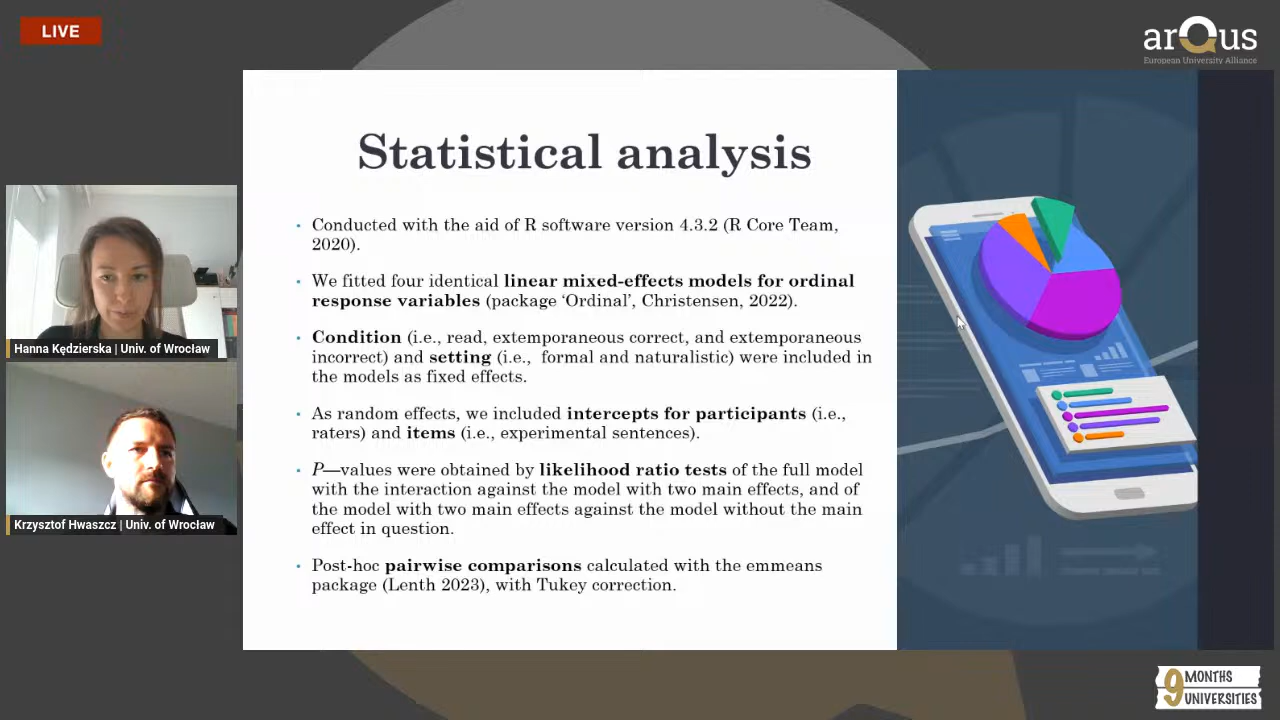 LIVE
arQus
European University Alliance
Statistical analysis
• Conducted with the aid of R software version 4.3.2 (R Core Team,
2020).
• We fitted four identical linear mixed-effects models for ordinal
response variables (package ‘Ordinal’, Christensen, 2022).
• Condition (i.e., read, extemporaneous correct, and extemporaneous
incorrect) and setting (i.e., formal and naturalistic) were included in
the models as fixed effects.
• As random effects, we included intercepts for participants (i.e.,
raters) and items (i.e., experimental sentences).
• P—values were obtained by likelihood ratio tests of the full model
with the interaction against the model with two main effects, and of
the model with two main effects against the model without the main
effect in question.
• Post-hoc pairwise comparisons calculated with the emmeans
package (Lenth 2023), with Tukey correction.
Hanna Kędzierska | Univ. of Wrocław
Krzysztof Hwaszcz | Univ. of Wrocław
9 MONTHS
UNIVERSITIES